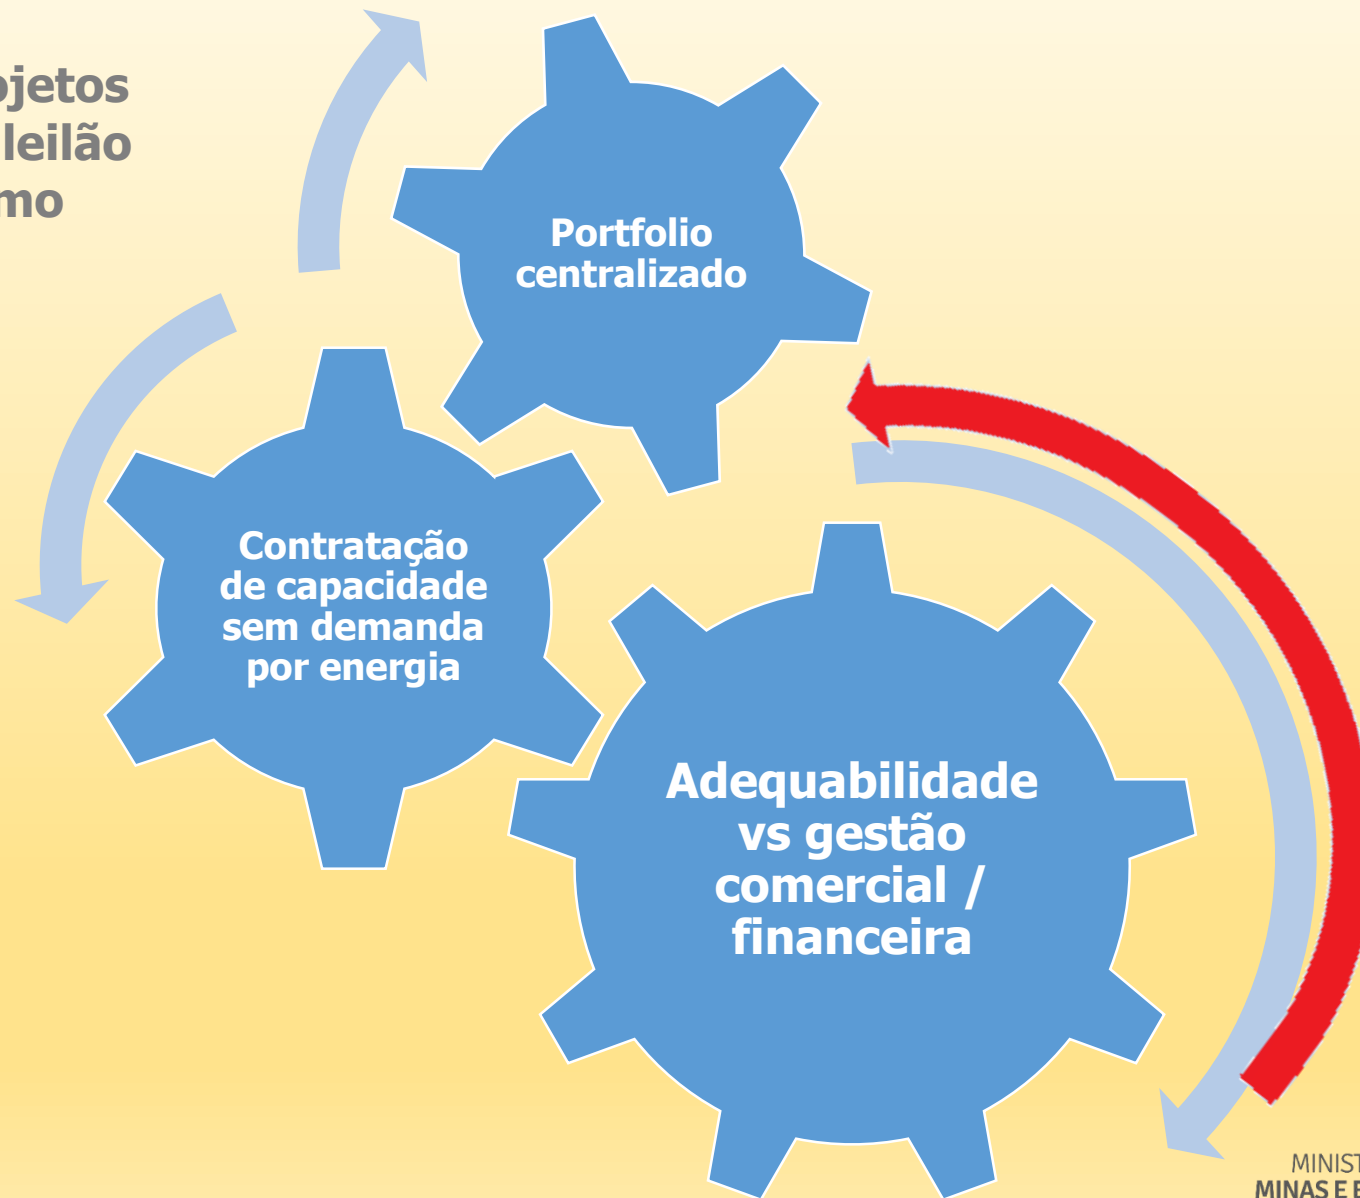 ojetos
leilão
mo
Portfolio
centralizado
Contratação
de capacidade
sem demanda
por energia
Adequabilidade
vs gestão
comercial /
financeira
MINIST
MINAS E E